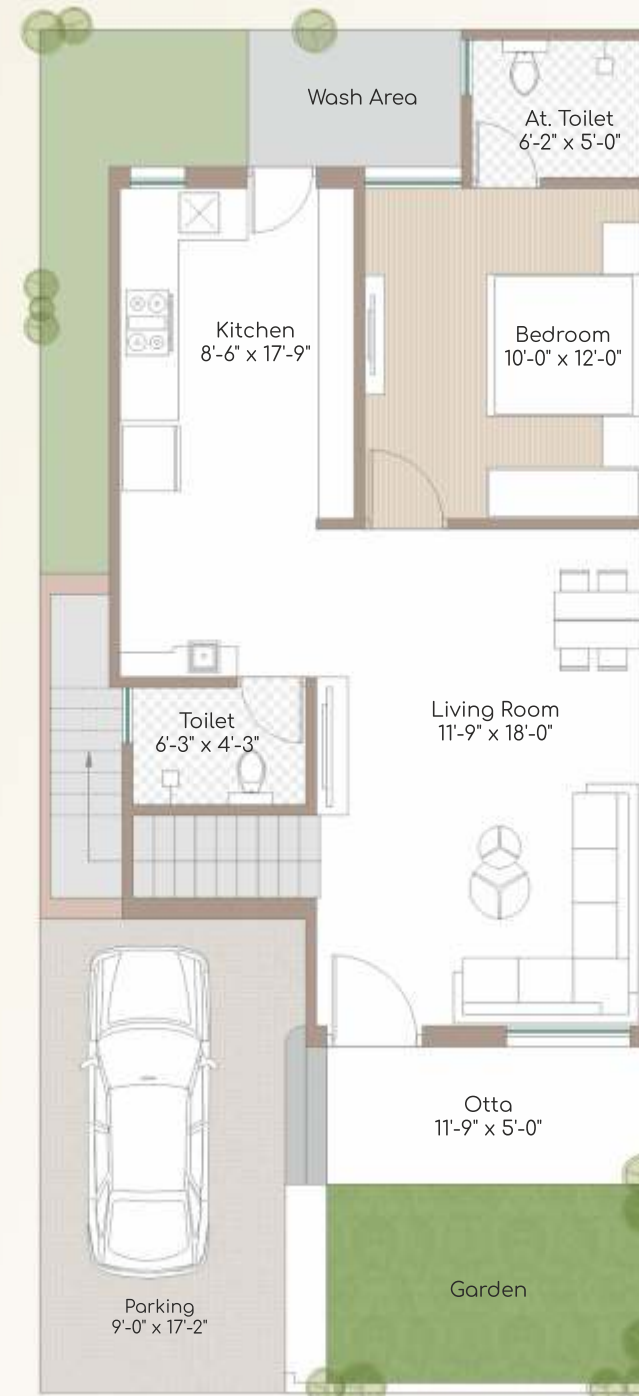 Wash Area
At. Toilet
6'-2" x 5'-0"
Kitchen
8'-6" x 17'-9"
Bedroom
10'-0" x 12'-0"
Living Room
11'-9" x 18'-0"
Toilet
6'-3" x 4'-3"
Otta
11'-9" x 5'-0"
Garden
Parking
9'-0" x 17'-2"